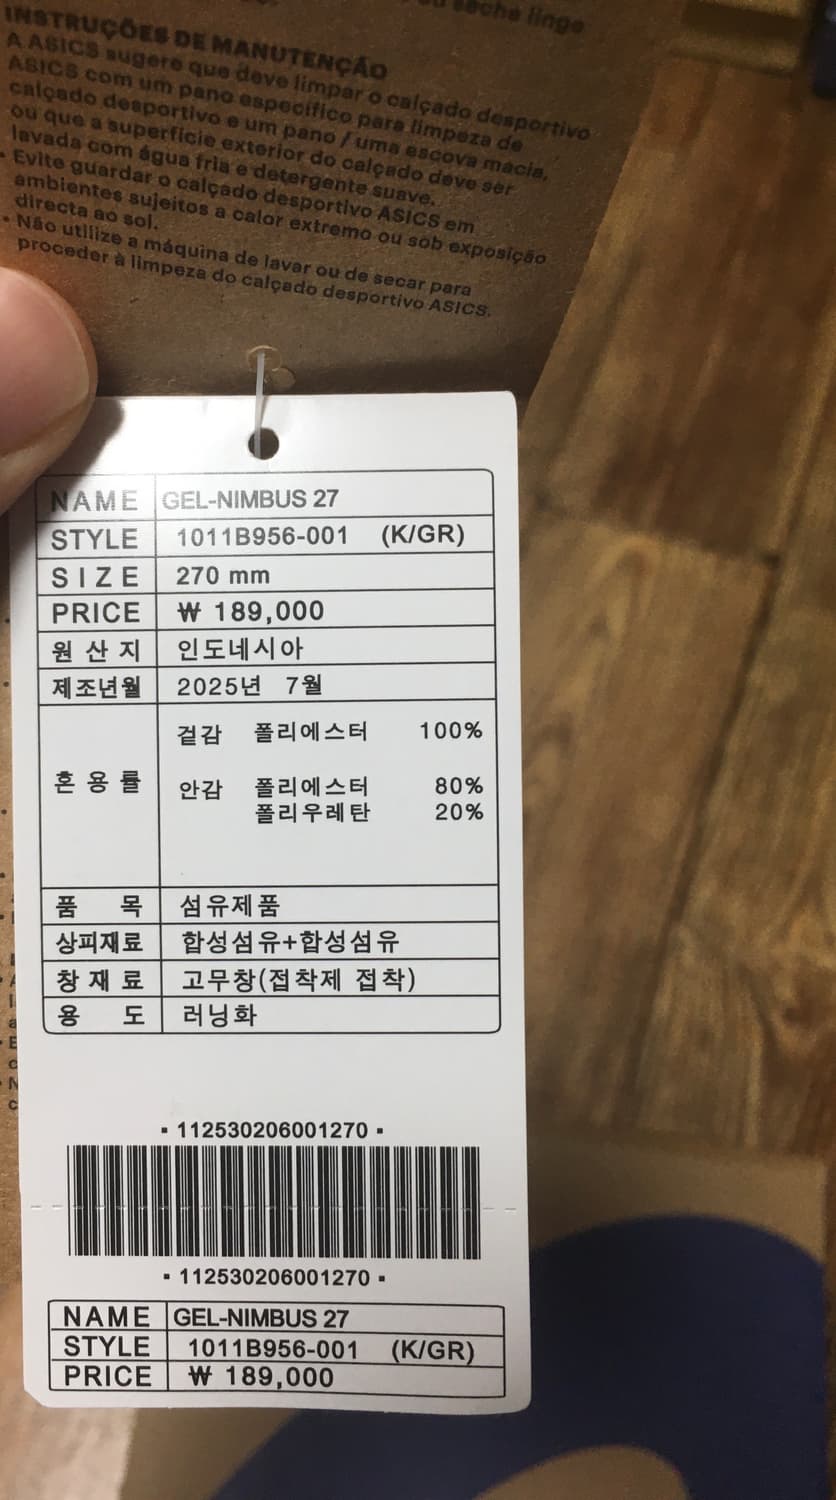 seche linge
INSTRUÇÕES DE MANUTENÇÃO
A ASICS sugere que deve limpar o calçado desportivo
ASICS com um pano específico para limpeza de
calçado desportivo e um pano / uma escova macia,
ou que a superfície exterior do calçado deve ser
lavada com água fria e detergente suave.
• Evite guardar o calçado desportivo ASICS em
ambientes sujeitos a calor extremo ou sob exposição
directa ao sol.
• Não utilize a máquina de lavar ou de secar para
proceder à limpeza do calçado desportivo ASICS.
NAME GEL-NIMBUS 27
STYLE 1011B956-001 (K/GR)
SIZE 270 mm
PRICE ₩ 189,000
원산지 인도네시아
제조년월 2025년 7월
혼용률 겉감 폴리에스터 100%
안감 폴리에스터 80%
폴리우레탄 20%
품목 섬유제품
상피재료 합성섬유+합성섬유
창재료 고무창(접착제 접착)
용도 러닝화
▪ 112530206001270 ▪
▪ 112530206001270 ▪
NAME GEL-NIMBUS 27
STYLE 1011B956-001 (K/GR)
PRICE ₩ 189,000